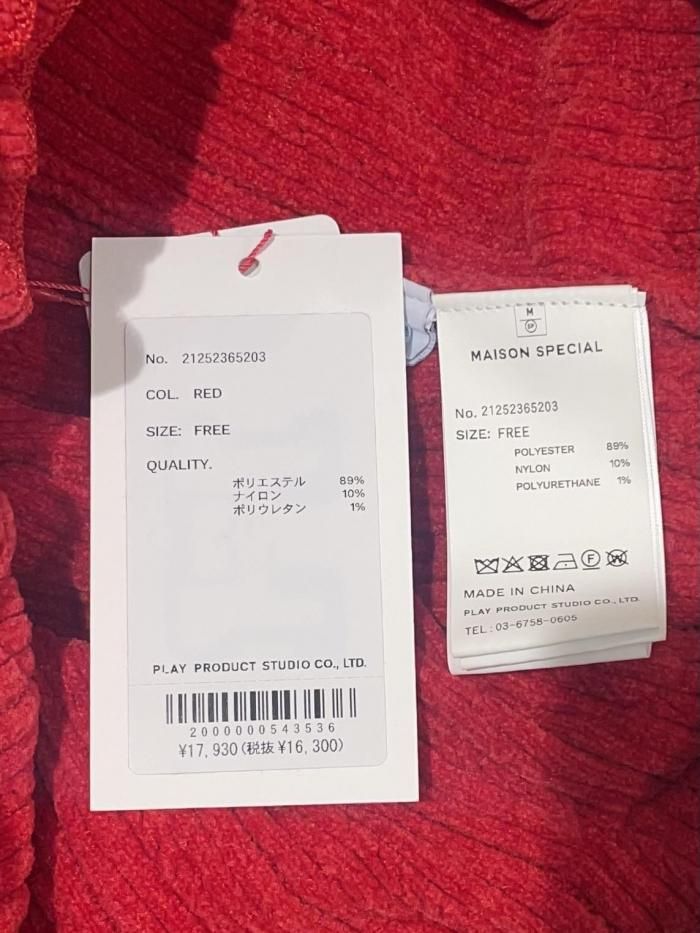 No. 21252365203
COL. RED
SIZE: FREE
QUALITY.
ポリエステル 89%
ナイロン 10%
ポリウレタン 1%
PLAY PRODUCT STUDIO CO., LTD.
2000000543536
¥17,930(税抜¥16,300)
M
SP
MAISON SPECIAL
No. 21252365203
SIZE: FREE
POLYESTER 89%
NYLON 10%
POLYURETHANE 1%
F W
MADE IN CHINA
PLAY PRODUCT STUDIO CO., LTD.
TEL:03-6758-0605